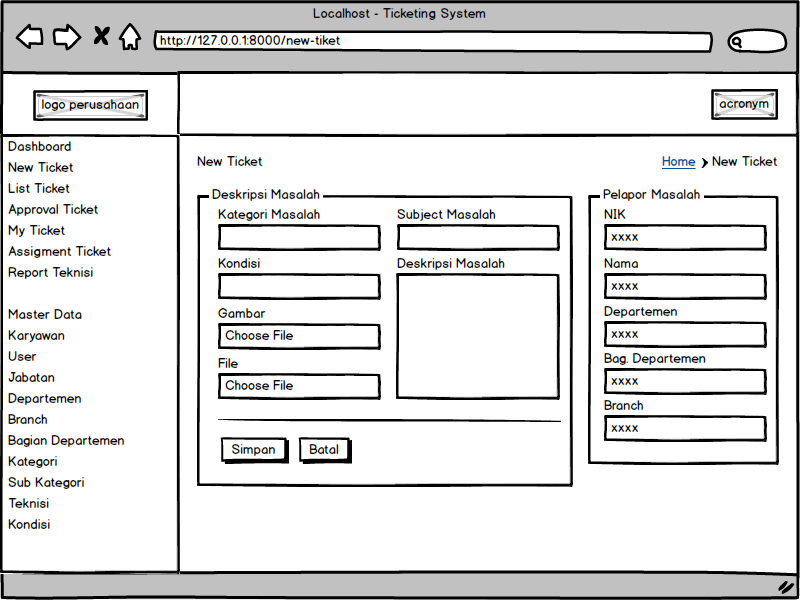 Localhost - Ticketing System
http://127.0.0.1:8000/new-tiket
logo perusahaan
acronym
Dashboard
New Ticket
List Ticket
Approval Ticket
My Ticket
Assigment Ticket
Report Teknisi
Master Data
Karyawan
User
Jabatan
Departemen
Branch
Bagian Departemen
Kategori
Sub Kategori
Teknisi
Kondisi
New Ticket
Home ❯ New Ticket
Deskripsi Masalah
Kategori Masalah
Kondisi
Gambar
Choose File
File
Choose File
Subject Masalah
Deskripsi Masalah
Simpan
Batal
Pelapor Masalah
NIK
xxxx
Nama
xxxx
Departemen
xxxx
Bag. Departemen
xxxx
Branch
xxxx